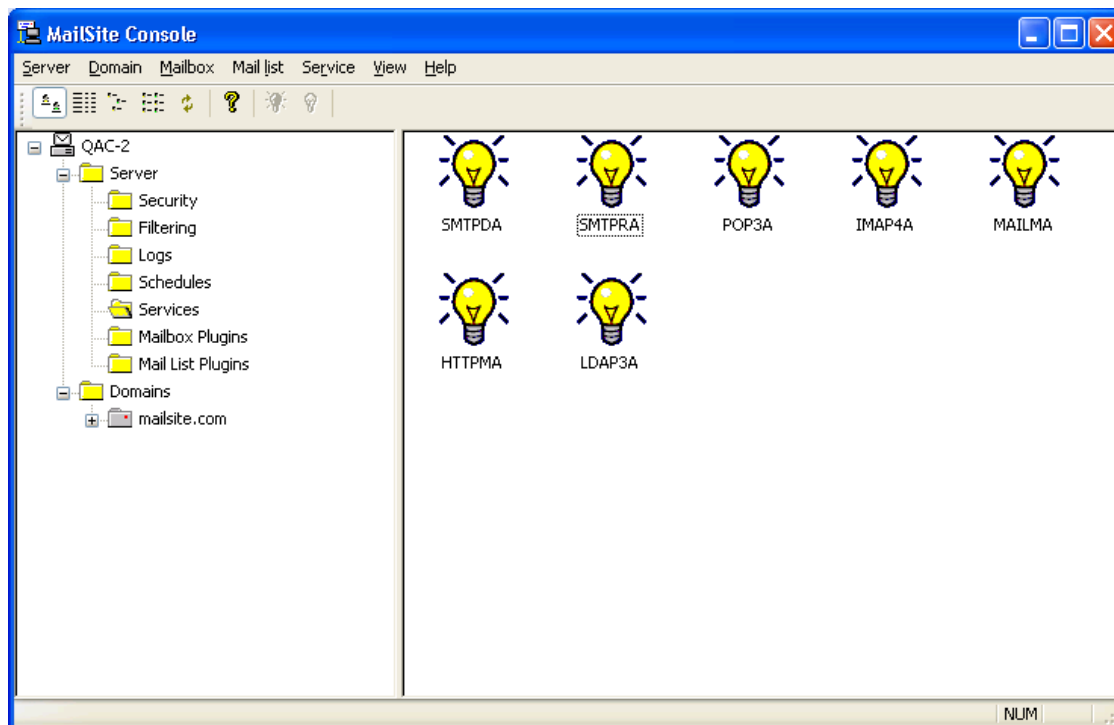 MailSite Console
Server Domain Mailbox Mail list Service View Help
QAC-2
Server
Security
Filtering
Logs
Schedules
Services
Mailbox Plugins
Mail List Plugins
Domains
mailsite.com
SMTPDA SMTPRA POP3A IMAP4A MAILMA
HTTPMA LDAP3A
NUM